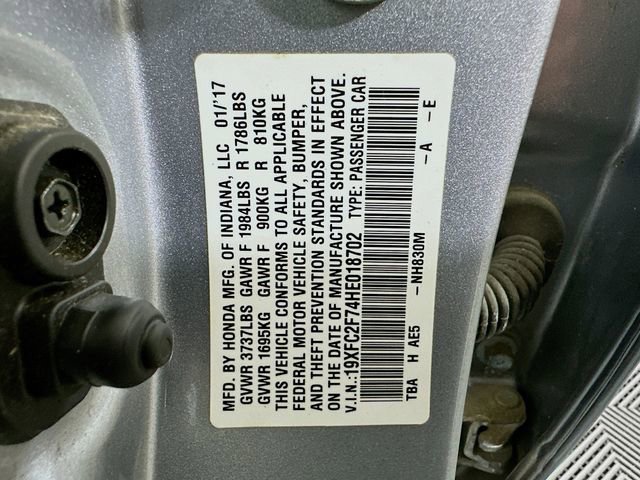 MFD. BY HONDA MFG. OF INDIANA, LLC 01/'17
GVWR 3737LBS GAWR F 1984LBS R 1786LBS
GVWR 1695KG GAWR F 900KG R 810KG
THIS VEHICLE CONFORMS TO ALL APPLICABLE
FEDERAL MOTOR VEHICLE SAFETY, BUMPER,
AND THEFT PREVENTION STANDARDS IN EFFECT
ON THE DATE OF MANUFACTURE SHOWN ABOVE.
V.I.N.:19XFC2F74HE018702 TYPE: PASSENGER CAR
TBA H AE5 -NH830M -A -E